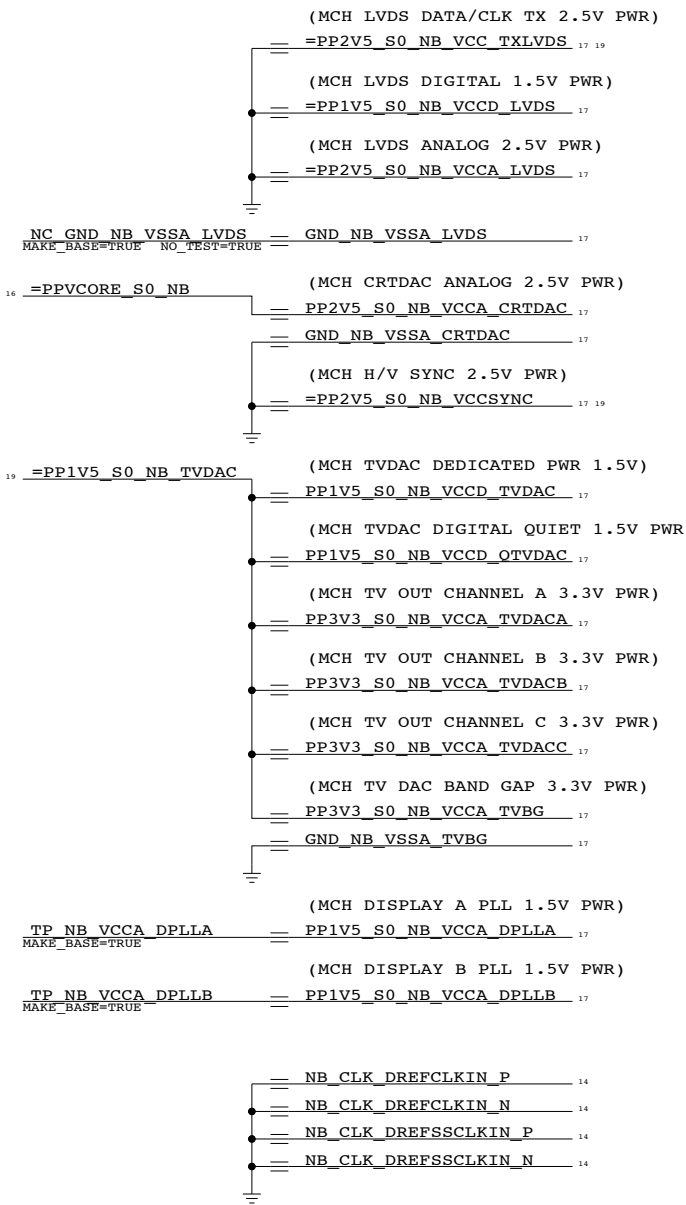 (MCH LVDS DATA/CLK TX 2.5V PWR)
=PP2V5_S0_NB_VCC_TXLVDS 17 19
(MCH LVDS DIGITAL 1.5V PWR)
=PP1V5_S0_NB_VCCD_LVDS 17
(MCH LVDS ANALOG 2.5V PWR)
=PP2V5_S0_NB_VCCA_LVDS 17
NC_GND_NB_VSSA_LVDS GND_NB_VSSA_LVDS 17
MAKE_BASE=TRUE NO_TEST=TRUE
(MCH CRTDAC ANALOG 2.5V PWR)
16 =PPVCORE_S0_NB
PP2V5_S0_NB_VCCA_CRTDAC 17
GND_NB_VSSA_CRTDAC 17
(MCH H/V SYNC 2.5V PWR)
=PP2V5_S0_NB_VCCSYNC 17 19
(MCH TVDAC DEDICATED PWR 1.5V)
19 =PP1V5_S0_NB_TVDAC
PP1V5_S0_NB_VCCD_TVDAC 17
(MCH TVDAC DIGITAL QUIET 1.5V PWR
PP1V5_S0_NB_VCCD_QTVDAC 17
(MCH TV OUT CHANNEL A 3.3V PWR)
PP3V3_S0_NB_VCCA_TVDACA 17
(MCH TV OUT CHANNEL B 3.3V PWR)
PP3V3_S0_NB_VCCA_TVDACB 17
(MCH TV OUT CHANNEL C 3.3V PWR)
PP3V3_S0_NB_VCCA_TVDACC 17
(MCH TV DAC BAND GAP 3.3V PWR)
PP3V3_S0_NB_VCCA_TVBG 17
GND_NB_VSSA_TVBG 17
(MCH DISPLAY A PLL 1.5V PWR)
TP_NB_VCCA_DPLLA PP1V5_S0_NB_VCCA_DPLLA 17
MAKE_BASE=TRUE
(MCH DISPLAY B PLL 1.5V PWR)
TP_NB_VCCA_DPLLB PP1V5_S0_NB_VCCA_DPLLB 17
MAKE_BASE=TRUE
NB_CLK_DREFCLKIN_P 14
NB_CLK_DREFCLKIN_N 14
NB_CLK_DREFSSCLKIN_P 14
NB_CLK_DREFSSCLKIN_N 14